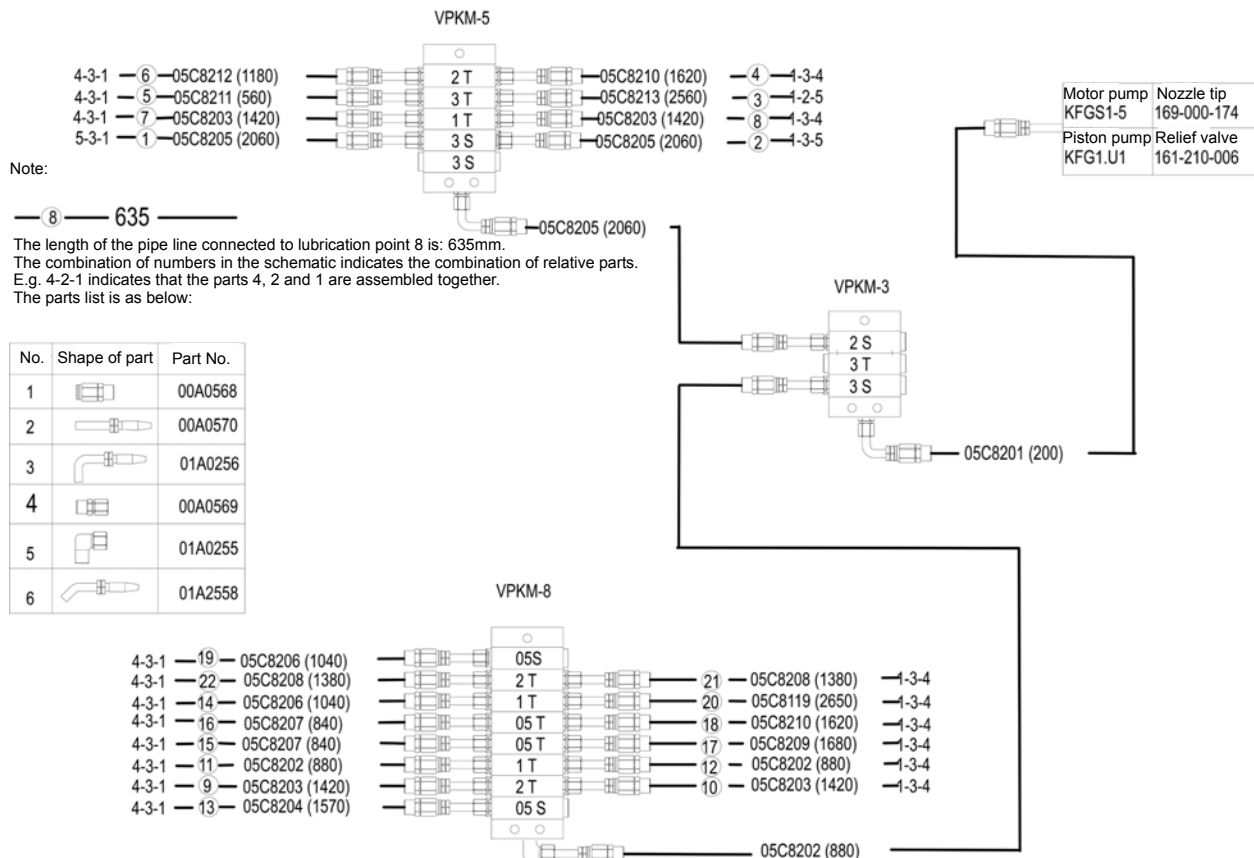 VPKM-5
4-3-1 6 05C8212 (1180) 2 T 05C8210 (1620) 4 1-3-4
4-3-1 5 05C8211 (560) 3 T 05C8213 (2560) 3 1-2-5
4-3-1 7 05C8203 (1420) 1 T 05C8203 (1420) 8 1-3-4
5-3-1 1 05C8205 (2060) 3 S 05C8205 (2060) 2 1-3-5
3 S
05C8205 (2060)
Motor pump Nozzle tip
KFGS1-5 169-000-174
Piston pump Relief valve
KFG1.U1 161-210-006
Note:
8 635
The length of the pipe line connected to lubrication point 8 is: 635mm.
The combination of numbers in the schematic indicates the combination of relative parts.
E.g. 4-2-1 indicates that the parts 4, 2 and 1 are assembled together.
The parts list is as below:
VPKM-3
2 S
3 T
3 S
05C8201 (200)
No. Shape of part Part No.
1 00A0568
2 00A0570
3 01A0256
4 00A0569
5 01A0255
6 01A2558
VPKM-8
4-3-1 19 05C8206 (1040) 05S
4-3-1 22 05C8208 (1380) 2 T 21 05C8208 (1380) 1-3-4
4-3-1 14 05C8206 (1040) 1 T 20 05C8119 (2650) 1-3-4
4-3-1 16 05C8207 (840) 05 T 18 05C8210 (1620) 1-3-4
4-3-1 15 05C8207 (840) 05 T 17 05C8209 (1680) 1-3-4
4-3-1 11 05C8202 (880) 1 T 12 05C8202 (880) 1-3-4
4-3-1 9 05C8203 (1420) 2 T 10 05C8203 (1420) 1-3-4
4-3-1 13 05C8204 (1570) 05 S
05C8202 (880)